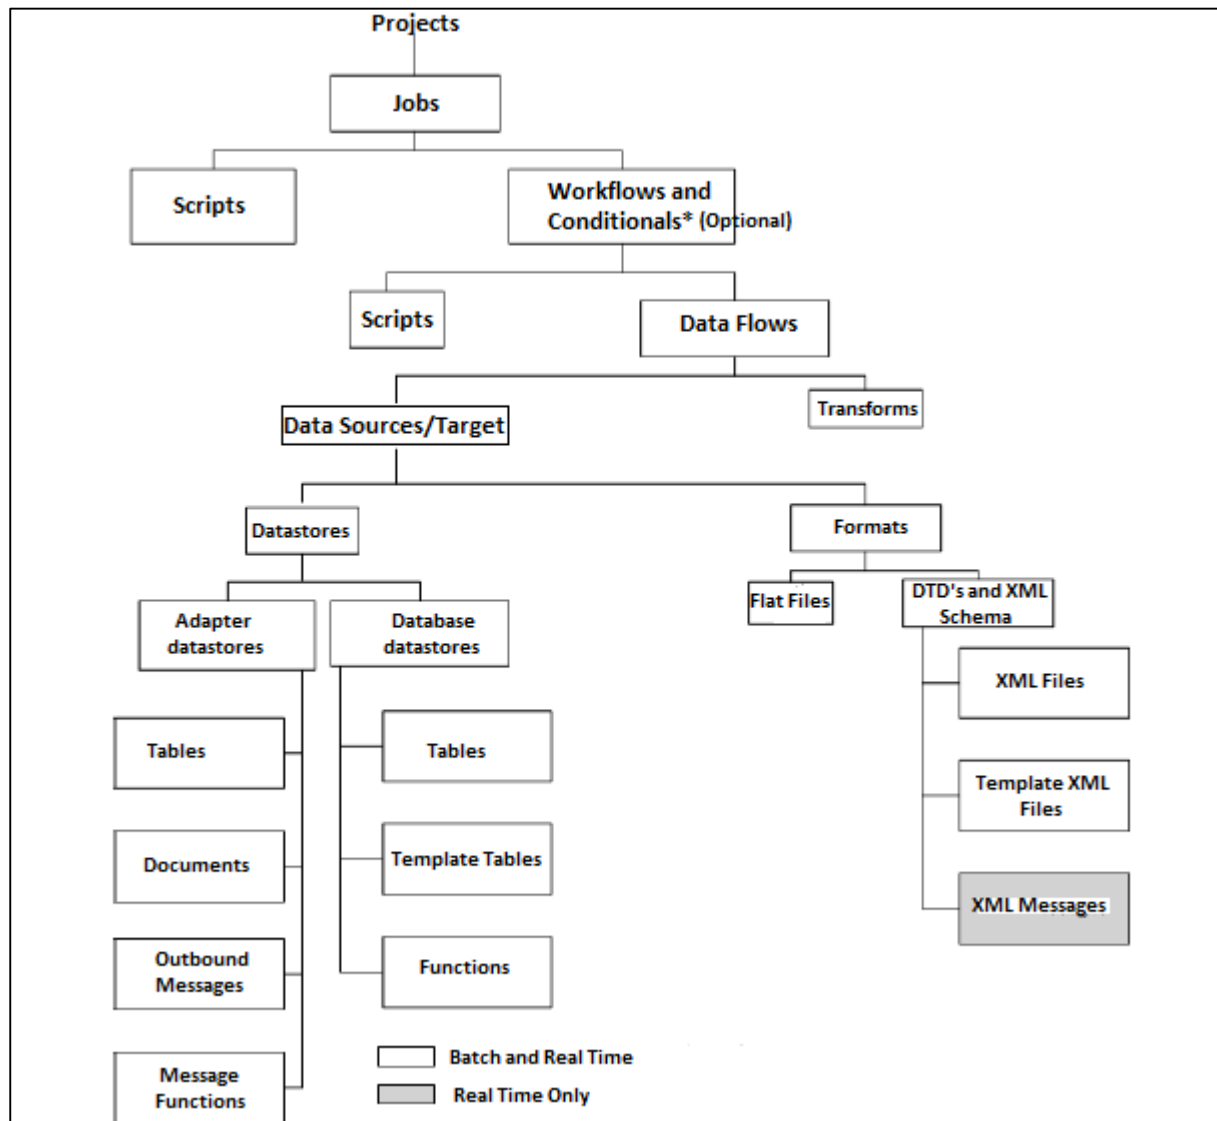 Projects
Jobs
Scripts
Workflows and
Conditionals* (Optional)
Scripts
Data Flows
Transforms
Data Sources/Target
Datastores
Formats
Adapter
datastores
Database
datastores
Flat Files
DTD's and XML
Schema
XML Files
Tables
Tables
Template XML
Files
Documents
Template Tables
XML Messages
Outbound
Messages
Functions
Message
Functions
Batch and Real Time
Real Time Only